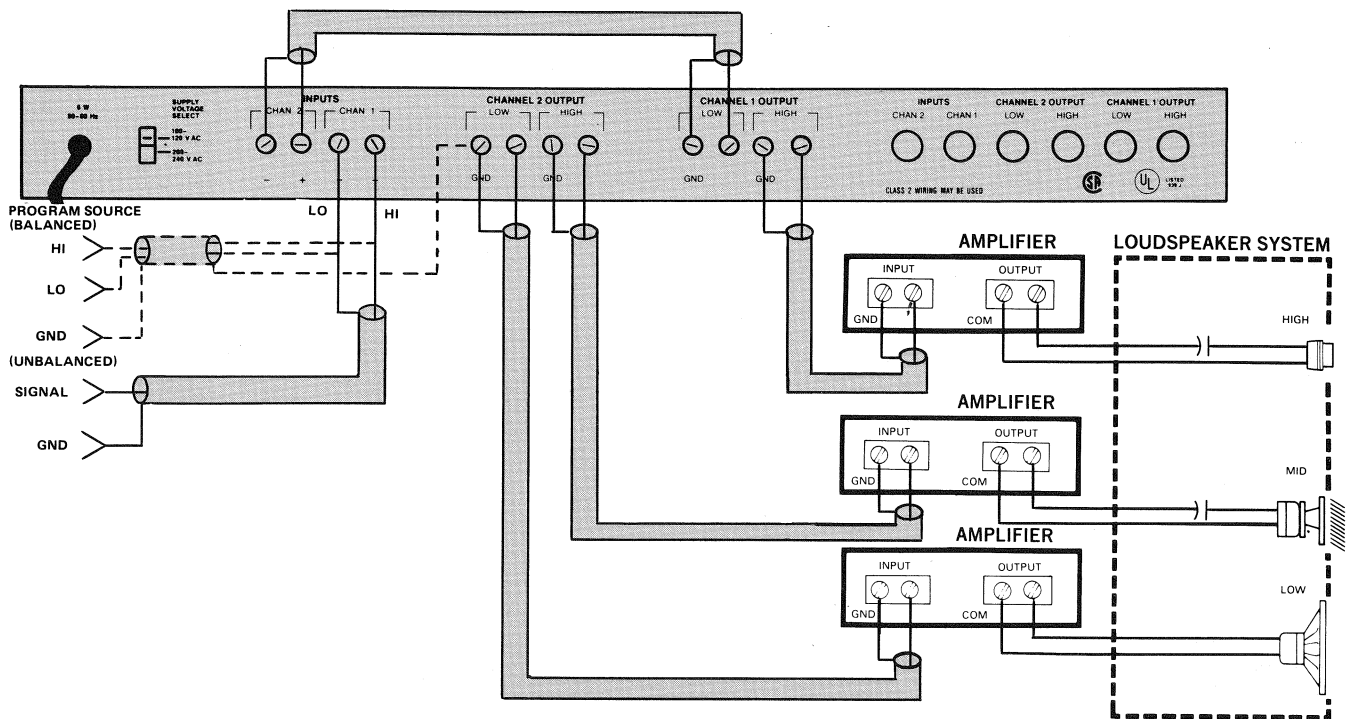 6 W
50-60 Hz
SUPPLY
VOLTAGE
SELECT
100-
120 V AC
200-
240 V AC
INPUTS
CHAN 2
CHAN 1
- + - -
CHANNEL 2 OUTPUT
LOW
HIGH
GND
GND
CHANNEL 1 OUTPUT
LOW
HIGH
GND
GND
INPUTS
CHAN 2
CHAN 1
CHANNEL 2 OUTPUT
LOW
HIGH
CHANNEL 1 OUTPUT
LOW
HIGH
CLASS 2 WIRING MAY BE USED
SA
UL
LISTED
PROGRAM SOURCE
(BALANCED)
HI
LO
GND
LO
HI
(UNBALANCED)
SIGNAL
GND
AMPLIFIER
INPUT
OUTPUT
GND
COM
LOUDSPEAKER SYSTEM
HIGH
AMPLIFIER
INPUT
OUTPUT
GND
COM
MID
AMPLIFIER
INPUT
OUTPUT
GND
COM
LOW